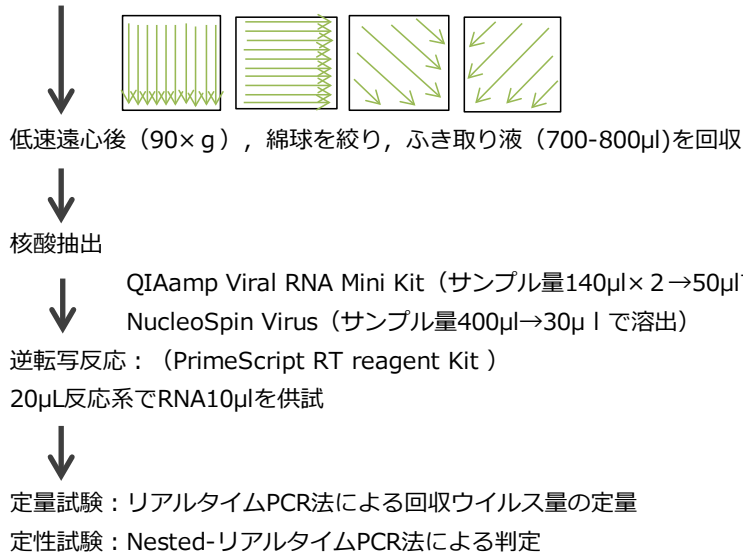 低速遠心後（90×ｇ），綿球を絞り，ふき取り液（700-800µl)を回収
核酸抽出
QIAamp Viral RNA Mini Kit（サンプル量140µl×２→50µl
NucleoSpin Virus（サンプル量400µl→30µｌで溶出）
逆転写反応：（PrimeScript RT reagent Kit ）
20µL反応系でRNA10µlを供試
定量試験：リアルタイムPCR法による回収ウイルス量の定量
定性試験：Nested-リアルタイムPCR法による判定